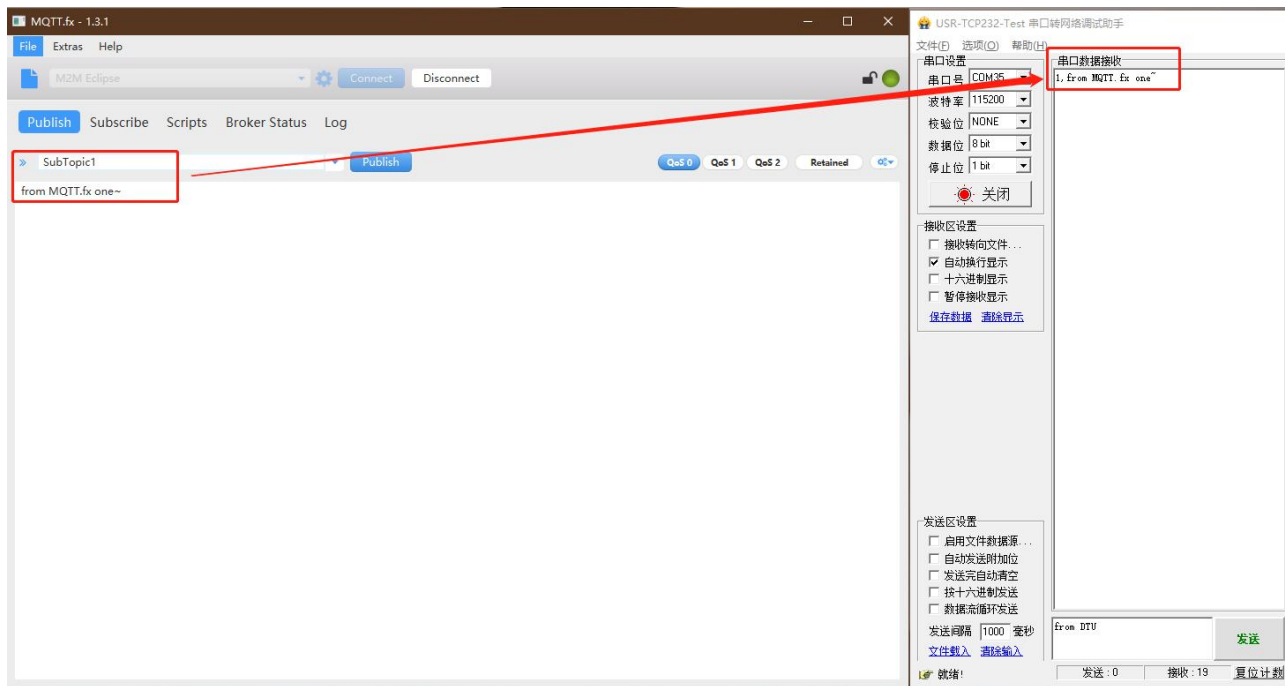 MQTT.fx - 1.3.1
File Extras Help
M2M Eclipse Connect Disconnect
Publish Subscribe Scripts Broker Status Log
» SubTopic1 Publish QoS 0 QoS 1 QoS 2 Retained
from MQTT.fx one~
USR-TCP232-Test 串口转网络调试助手
文件(F) 选项(O) 帮助(H)
串口设置
串口号 COM35
波特率 115200
校验位 NONE
数据位 8 bit
停止位 1 bit
关闭
接收区设置
接收转向文件...
自动换行显示
十六进制显示
暂停接收显示
保存数据 清除显示
发送区设置
启用文件数据源...
自动发送附加位
发送完自动清空
按十六进制发送
数据流循环发送
发送间隔 1000 毫秒
文件载入 清除输入
串口数据接收
1,from MQTT.fx one~
from DTU
发送
就绪! 发送:0 接收:19 复位计数